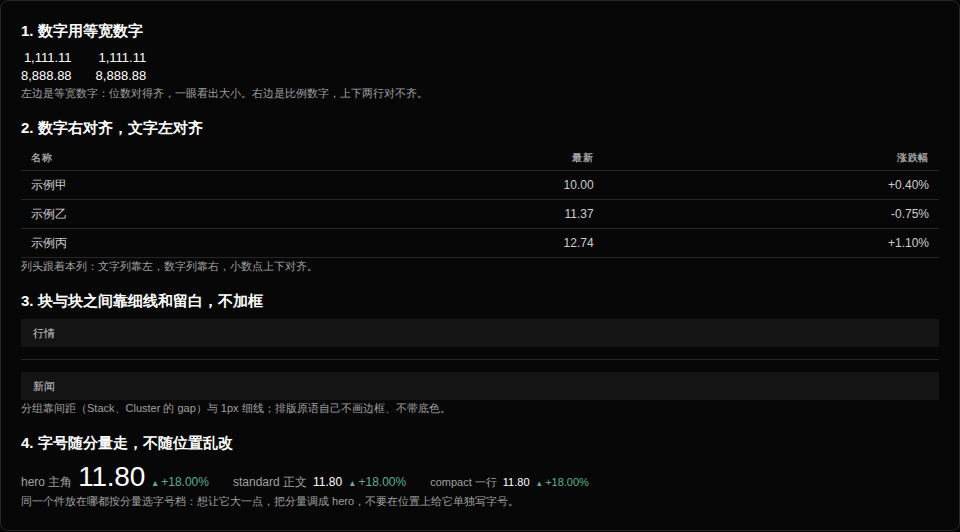 1. 数字用等宽数字
1,111.11 1,111.11
8,888.88 8,888.88
左边是等宽数字：位数对得齐，一眼看出大小。右边是比例数字，上下两行对不齐。
2. 数字右对齐，文字左对齐
名称 最新 涨跌幅
示例甲 10.00 +0.40%
示例乙 11.37 -0.75%
示例丙 12.74 +1.10%
列头跟着本列：文字列靠左，数字列靠右，小数点上下对齐。
3. 块与块之间靠细线和留白，不加框
行情
新闻
分组靠间距（Stack、Cluster 的 gap）与 1px 细线；排版原语自己不画边框、不带底色。
4. 字号随分量走，不随位置乱改
hero 主角 11.80 ▲ +18.00% standard 正文 11.80 ▲ +18.00% compact 一行 11.80 ▲ +18.00%
同一个件放在哪都按分量选字号档：想让它大一点，把分量调成 hero，不要在位置上给它单独写字号。